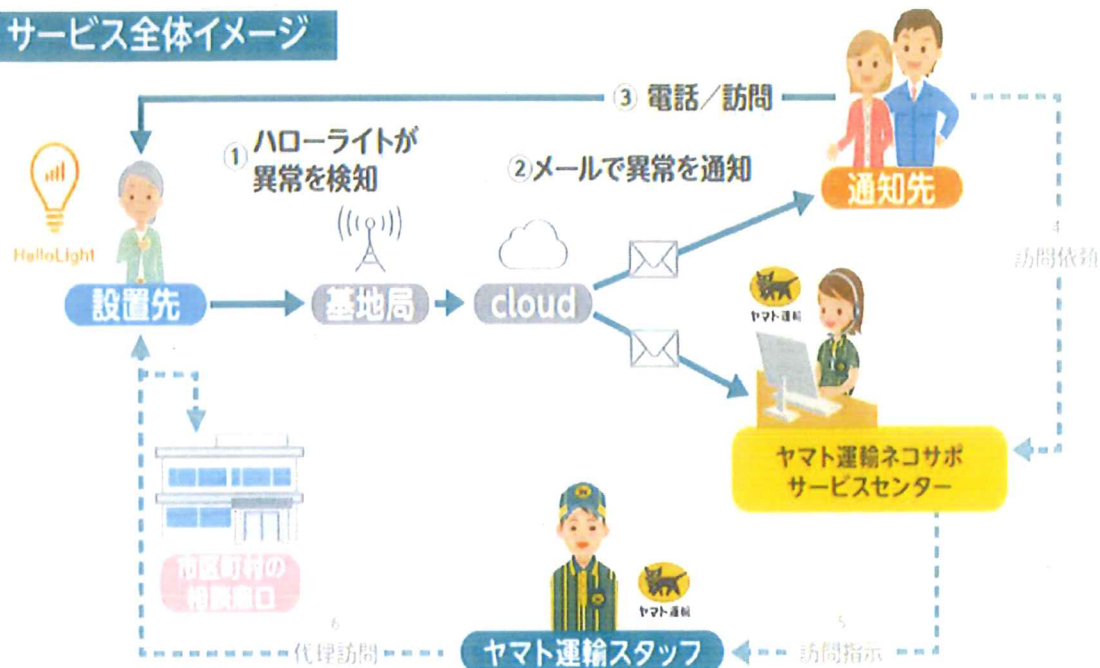 サービス全体イメージ
③ 電話/訪問
① ハローライトが
異常を検知
②メールで異常を通知
通知先
HelloLight
4
訪問依頼
設置先
基地局
cloud
ヤマト運輸
ヤマト運輸ネコサポ
サービスセンター
市区町村の
相談窓口
ヤマト運輸
6
代理訪問
ヤマト運輸スタッフ
5
訪問指示